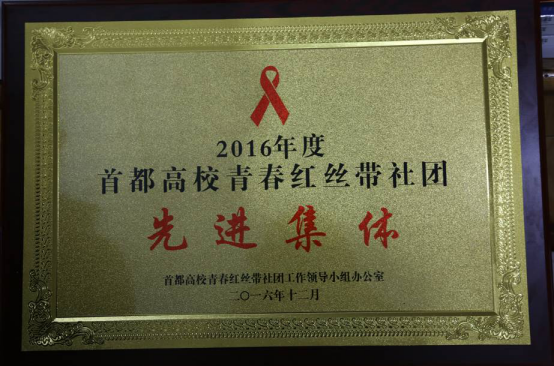 2016年度
首都高校青春红丝带社团
先进集体
首都高校青春红丝带社团工作领导小组办公室
二〇一六年十二月